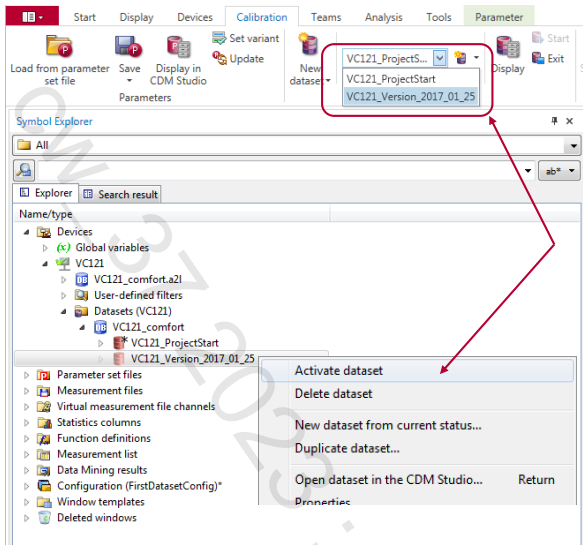 Start Display Devices Calibration Teams Analysis Tools Parameter
Load from parameter set file
Save
Display in CDM Studio
Set variant
Update
Parameters
New dataset
VC121_ProjectS...
VC121_ProjectStart
VC121_Version_2017_01_25
Display
Start
Exit
Symbol Explorer
All
ab*
Explorer Search result
Name/type
Devices
(x) Global variables
VC121
VC121_comfort.a2l
User-defined filters
Datasets (VC121)
VC121_comfort
VC121_ProjectStart
VC121_Version_2017_01_25
Parameter set files
Measurement files
Virtual measurement file channels
Statistics columns
Function definitions
Measurement list
Data Mining results
Configuration (FirstDatasetConfig)*
Window templates
Deleted windows
Activate dataset
Delete dataset
New dataset from current status...
Duplicate dataset...
Open dataset in the CDM Studio... Return
Properties
CW_37_2023.